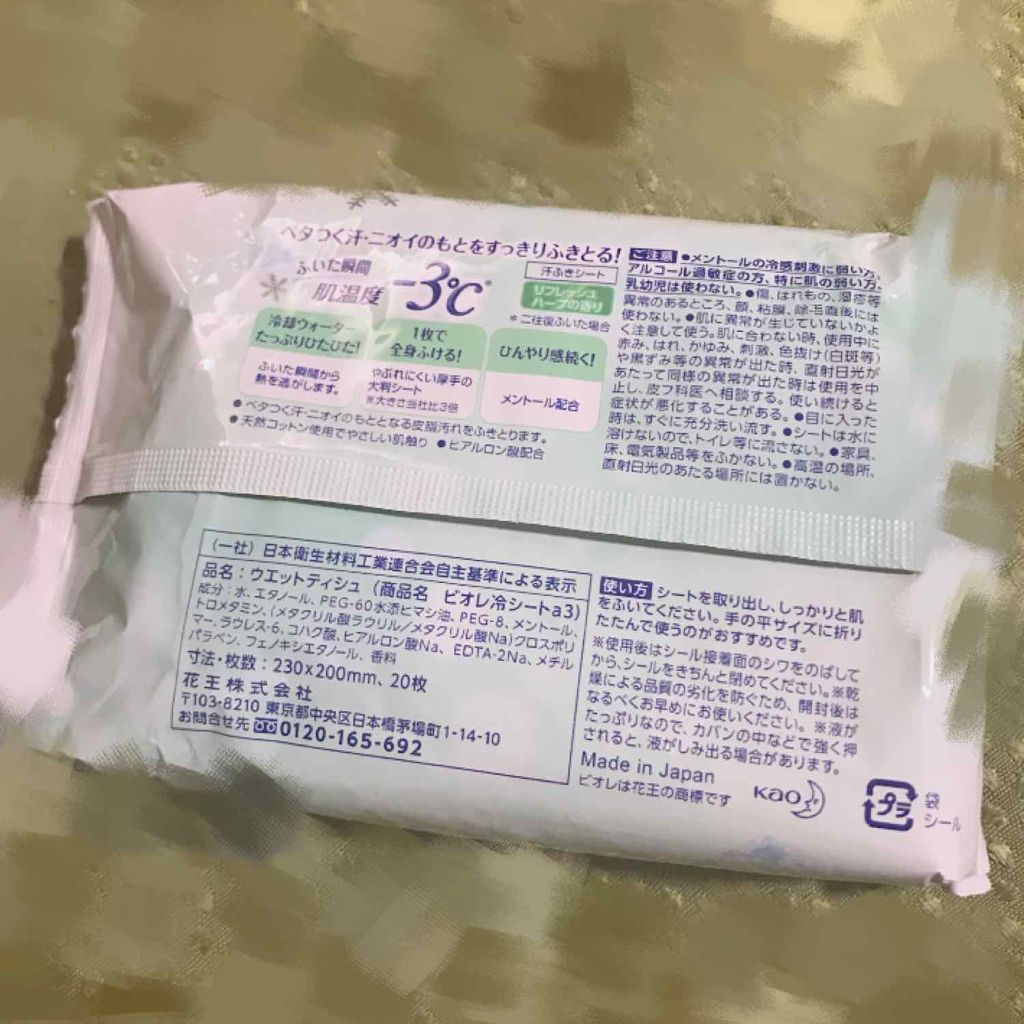 ベタつく汗・ニオイのもとをすっきりふきとる!
ふいた瞬間
肌温度 -3℃*
汗ふきシート
リフレッシュ
ハーブの香り
*二往復ふいた場合
冷却ウォーター
たっぷりひたひた!
ふいた瞬間から
熱を逃がします。
1枚で
全身ふける!
やぶれにくい厚手の
大判シート
※大きさ当社比3倍
ひんやり感続く!
メントール配合
●ベタつく汗・ニオイのもととなる皮脂汚れをふきとります。
●天然コットン使用でやさしい肌触り ●ヒアルロン酸配合
ご注意 ●メントールの冷感刺激に弱い方、
アルコール過敏症の方、特に肌の弱い方、
乳幼児は使わない。●傷、はれもの、湿疹等
異常のあるところ、顔、粘膜、除毛直後には
使わない。●肌に異常が生じていないかよ
く注意して使う。肌に合わない時、使用中に
赤み、はれ、かゆみ、刺激、色抜け(白斑等)
や黒ずみ等の異常が出た時、直射日光が
あたって同様の異常が出た時は使用を中
止し、皮フ科医へ相談する。使い続けると
症状が悪化することがある。●目に入った
時は、すぐに充分洗い流す。●シートは水に
溶けないので、トイレ等に流さない。●家具、
床、電気製品等をふかない。●高温の場所、
直射日光のあたる場所には置かない。
(一社)日本衛生材料工業連合会自主基準による表示
品名:ウエットティシュ(商品名 ビオレ冷シートa3)
成分:水、エタノール、PEG-60水添ヒマシ油、PEG-8、メントール、
トロメタミン、(メタクリル酸ラウリル/メタクリル酸Na)クロスポリ
マー、ラウレス-6、コハク酸、ヒアルロン酸Na、EDTA-2Na、メチル
パラベン、フェノキシエタノール、香料
寸法・枚数:230×200mm、20枚
花王株式会社
〒103-8210 東京都中央区日本橋茅場町1-14-10
お問合せ先 0120-165-692
使い方 シートを取り出し、しっかりと肌
をふいてください。手の平サイズに折り
たたんで使うのがおすすめです。
※使用後はシール接着面のシワをのばして
から、シールをきちんと閉めてください。※乾
燥による品質の劣化を防ぐため、開封後は
なるべくお早めにお使いください。※液が
たっぷりなので、カバンの中などで強く押
されると、液がしみ出る場合があります。
Made in Japan
ビオレは花王の商標です
Kao
プラ
袋
シール